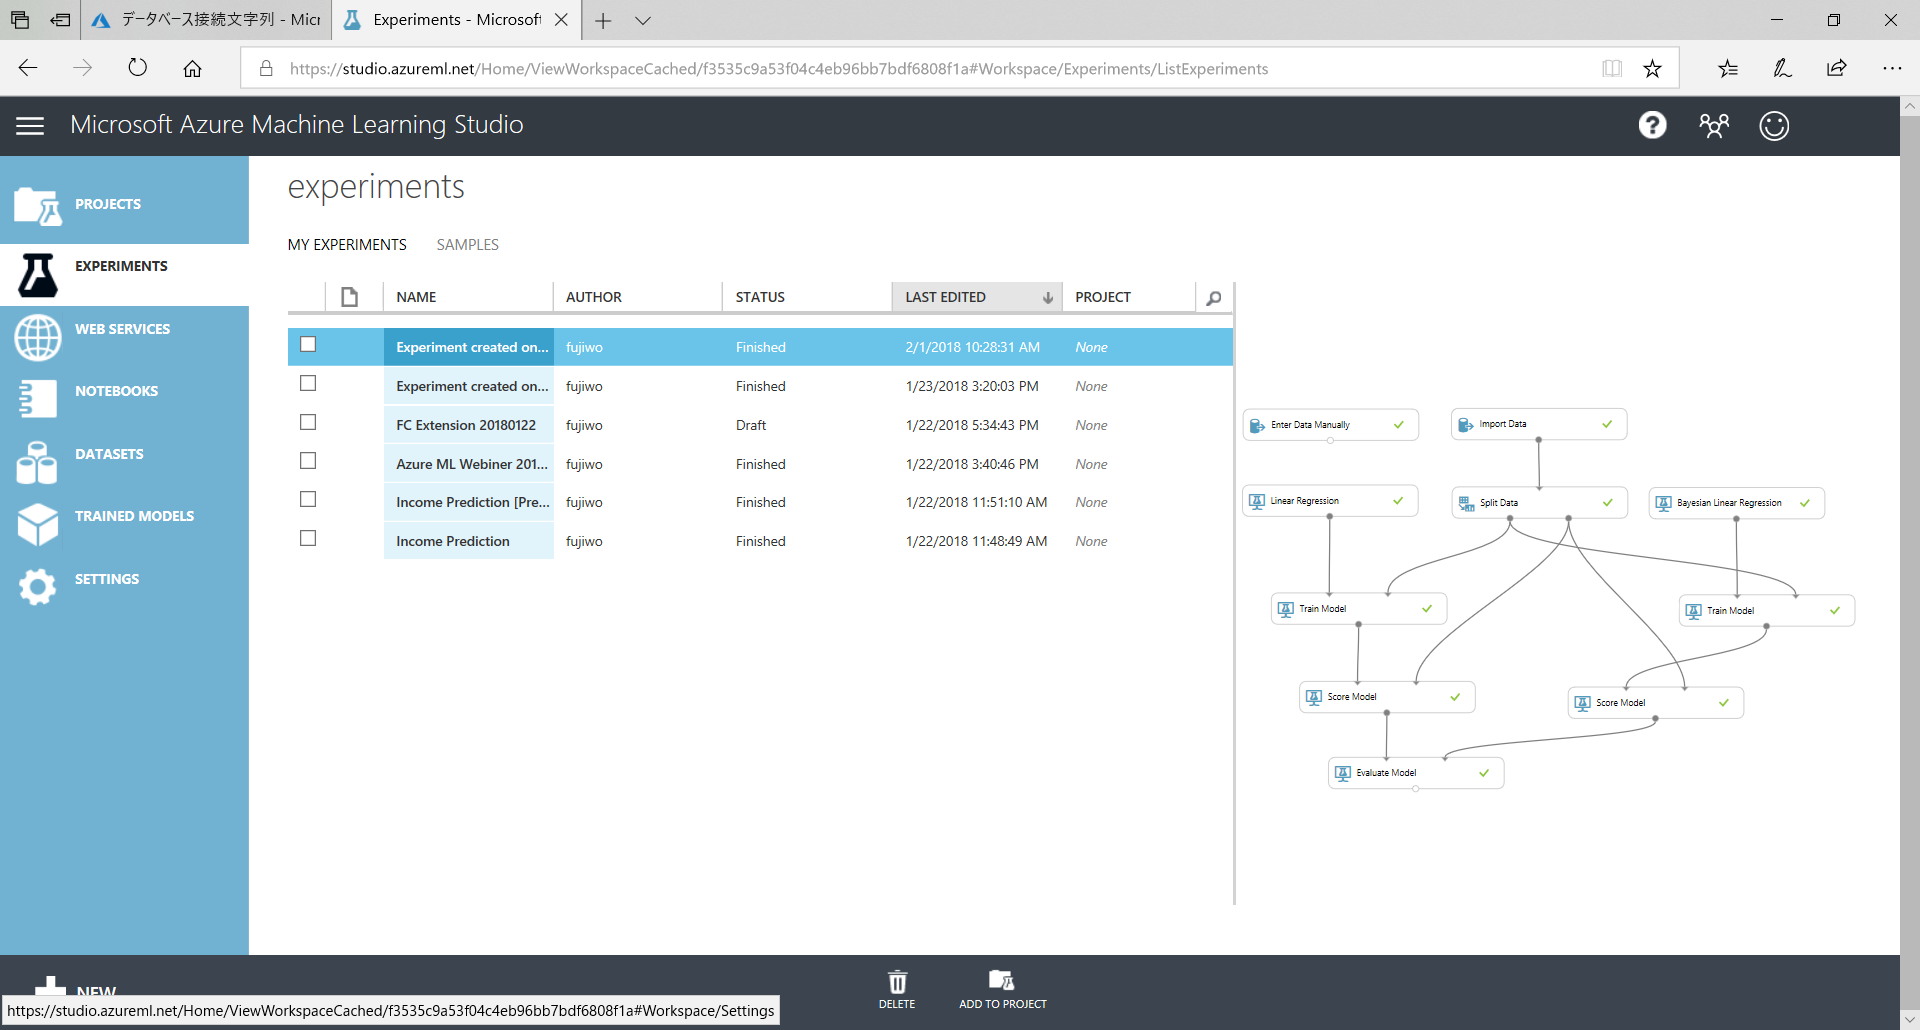 データベース接続文字列 - Micr
Experiments - Microsoft
https://studio.azureml.net/Home/ViewWorkspaceCached/f3535c9a53f04c4eb96bb7bdf6808f1a#Workspace/Experiments/ListExperiments
Microsoft Azure Machine Learning Studio
PROJECTS
EXPERIMENTS
WEB SERVICES
NOTEBOOKS
DATASETS
TRAINED MODELS
SETTINGS
experiments
MY EXPERIMENTS SAMPLES
NAME AUTHOR STATUS LAST EDITED PROJECT
Experiment created on... fujiwo Finished 2/1/2018 10:28:31 AM None
Experiment created on... fujiwo Finished 1/23/2018 3:20:03 PM None
FC Extension 20180122 fujiwo Draft 1/22/2018 5:34:43 PM None
Azure ML Webiner 201... fujiwo Finished 1/22/2018 3:40:46 PM None
Income Prediction [Pre... fujiwo Finished 1/22/2018 11:51:10 AM None
Income Prediction fujiwo Finished 1/22/2018 11:48:49 AM None
Enter Data Manually Import Data
Linear Regression Split Data Bayesian Linear Regression
Train Model Train Model
Score Model Score Model
Evaluate Model
NEW
DELETE ADD TO PROJECT
https://studio.azureml.net/Home/ViewWorkspaceCached/f3535c9a53f04c4eb96bb7bdf6808f1a#Workspace/Settings